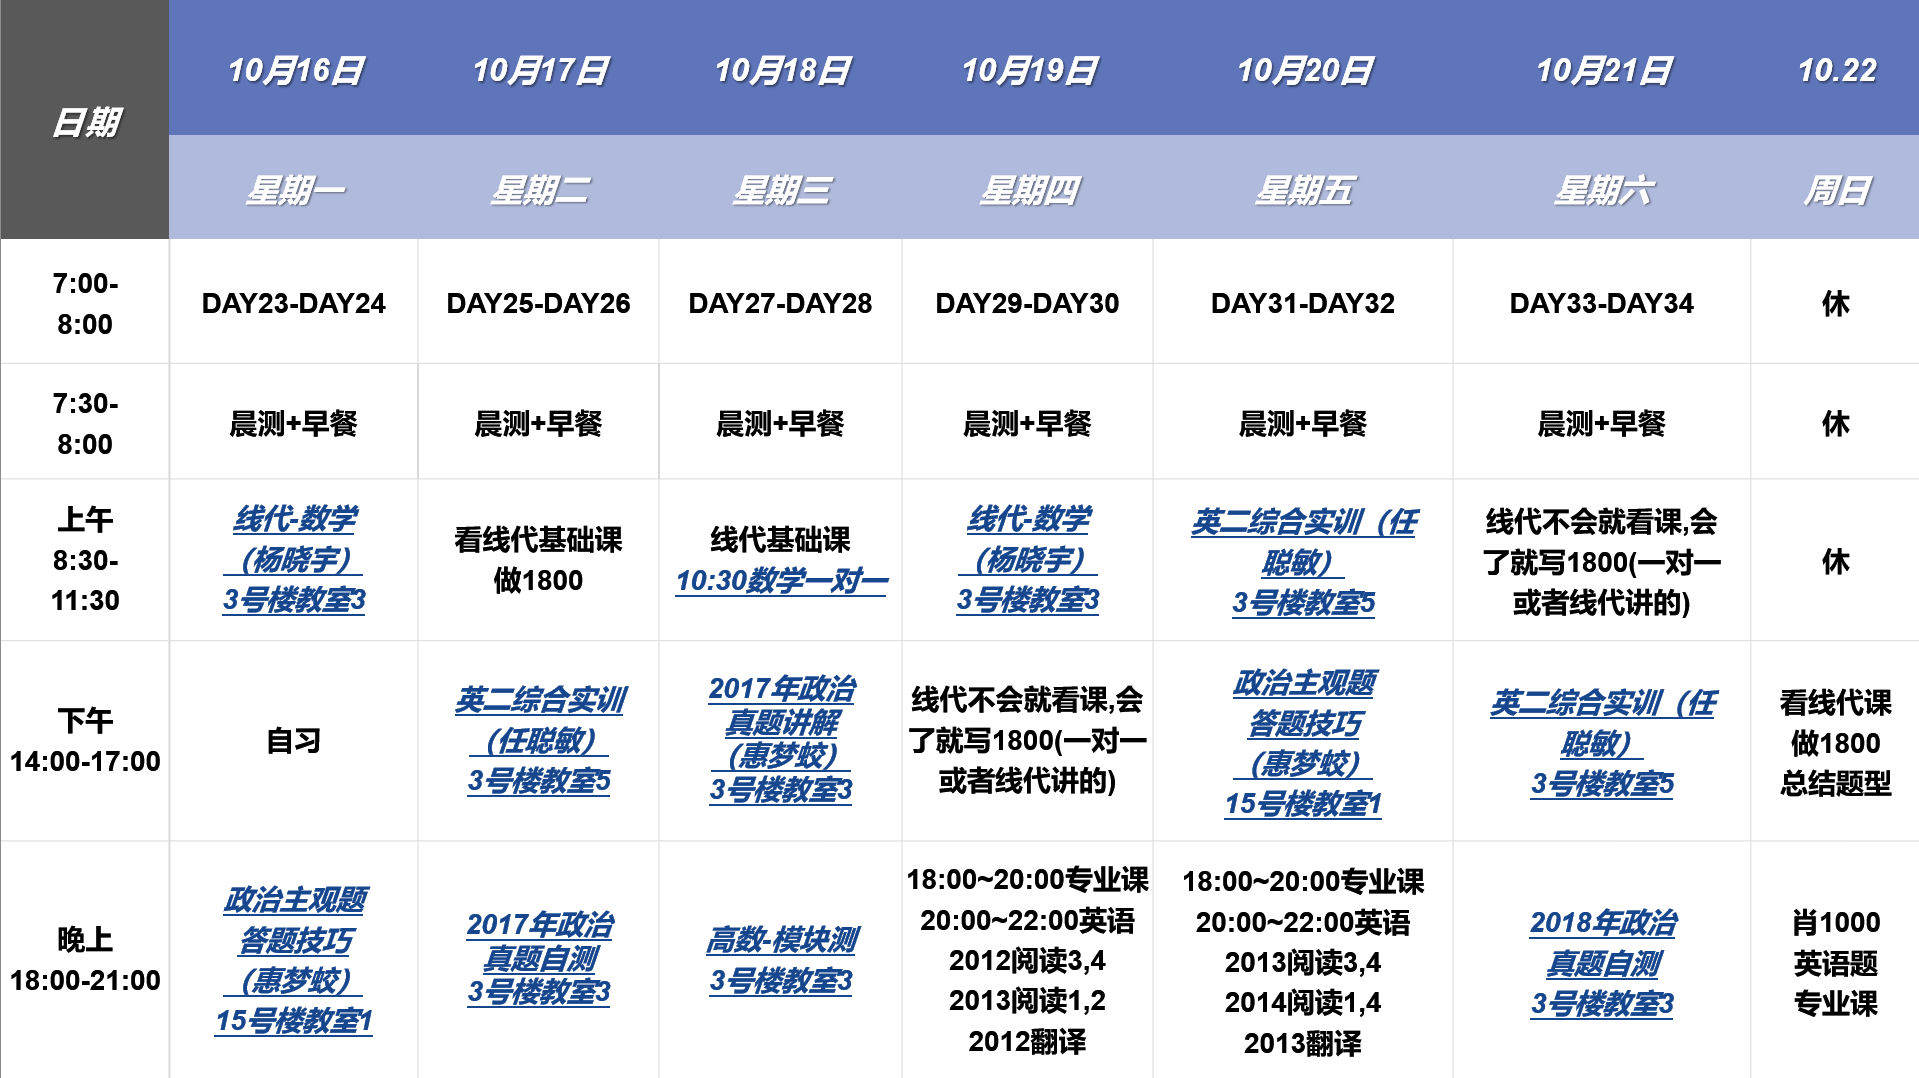 日期
10月16日
10月17日
10月18日
10月19日
10月20日
10月21日
10.22
星期一
星期二
星期三
星期四
星期五
星期六
周日
7:00-
8:00
DAY23-DAY24
DAY25-DAY26
DAY27-DAY28
DAY29-DAY30
DAY31-DAY32
DAY33-DAY34
休
7:30-
8:00
晨测+早餐
晨测+早餐
晨测+早餐
晨测+早餐
晨测+早餐
晨测+早餐
休
上午
8:30-
11:30
线代-数学
（杨晓宇）
3号楼教室3
看线代基础课
做1800
线代基础课
10:30数学一对一
线代-数学
（杨晓宇）
3号楼教室3
英二综合实训（任
聪敏）
3号楼教室5
线代不会就看课,会
了就写1800(一对一
或者线代讲的)
休
下午
14:00-17:00
自习
英二综合实训
（任聪敏）
3号楼教室5
2017年政治
真题讲解
（惠梦蛟）
3号楼教室3
线代不会就看课,会
了就写1800(一对一
或者线代讲的)
政治主观题
答题技巧
（惠梦蛟）
15号楼教室1
英二综合实训（任
聪敏）
3号楼教室5
看线代课
做1800
总结题型
晚上
18:00-21:00
政治主观题
答题技巧
（惠梦蛟）
15号楼教室1
2017年政治
真题自测
3号楼教室3
高数-模块测
3号楼教室3
18:00~20:00专业课
20:00~22:00英语
2012阅读3,4
2013阅读1,2
2012翻译
18:00~20:00专业课
20:00~22:00英语
2013阅读3,4
2014阅读1,4
2013翻译
2018年政治
真题自测
3号楼教室3
肖1000
英语题
专业课